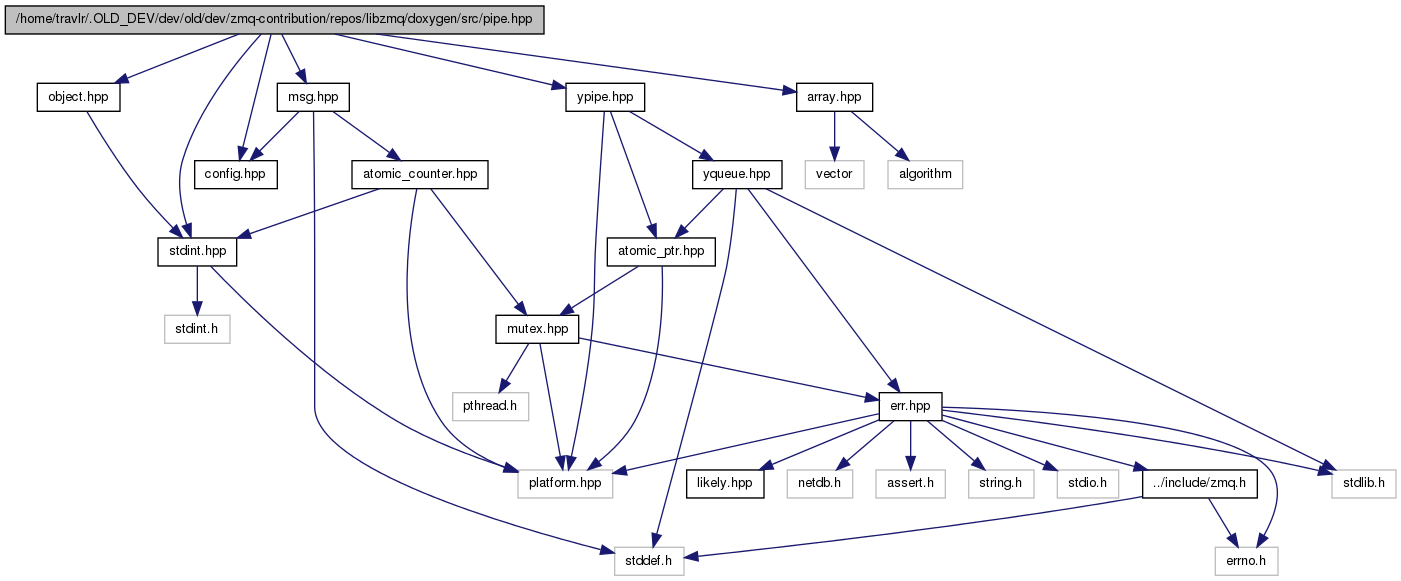 /home/travlr/.OLD_DEV/dev/old/dev/zmq-contribution/repos/libzmq/doxygen/src/pipe.hpp
object.hpp
msg.hpp
ypipe.hpp
array.hpp
config.hpp
atomic_counter.hpp
yqueue.hpp
vector
algorithm
stdint.hpp
atomic_ptr.hpp
stdint.h
mutex.hpp
pthread.h
err.hpp
platform.hpp
likely.hpp
netdb.h
assert.h
string.h
stdio.h
../include/zmq.h
stdlib.h
stddef.h
errno.h